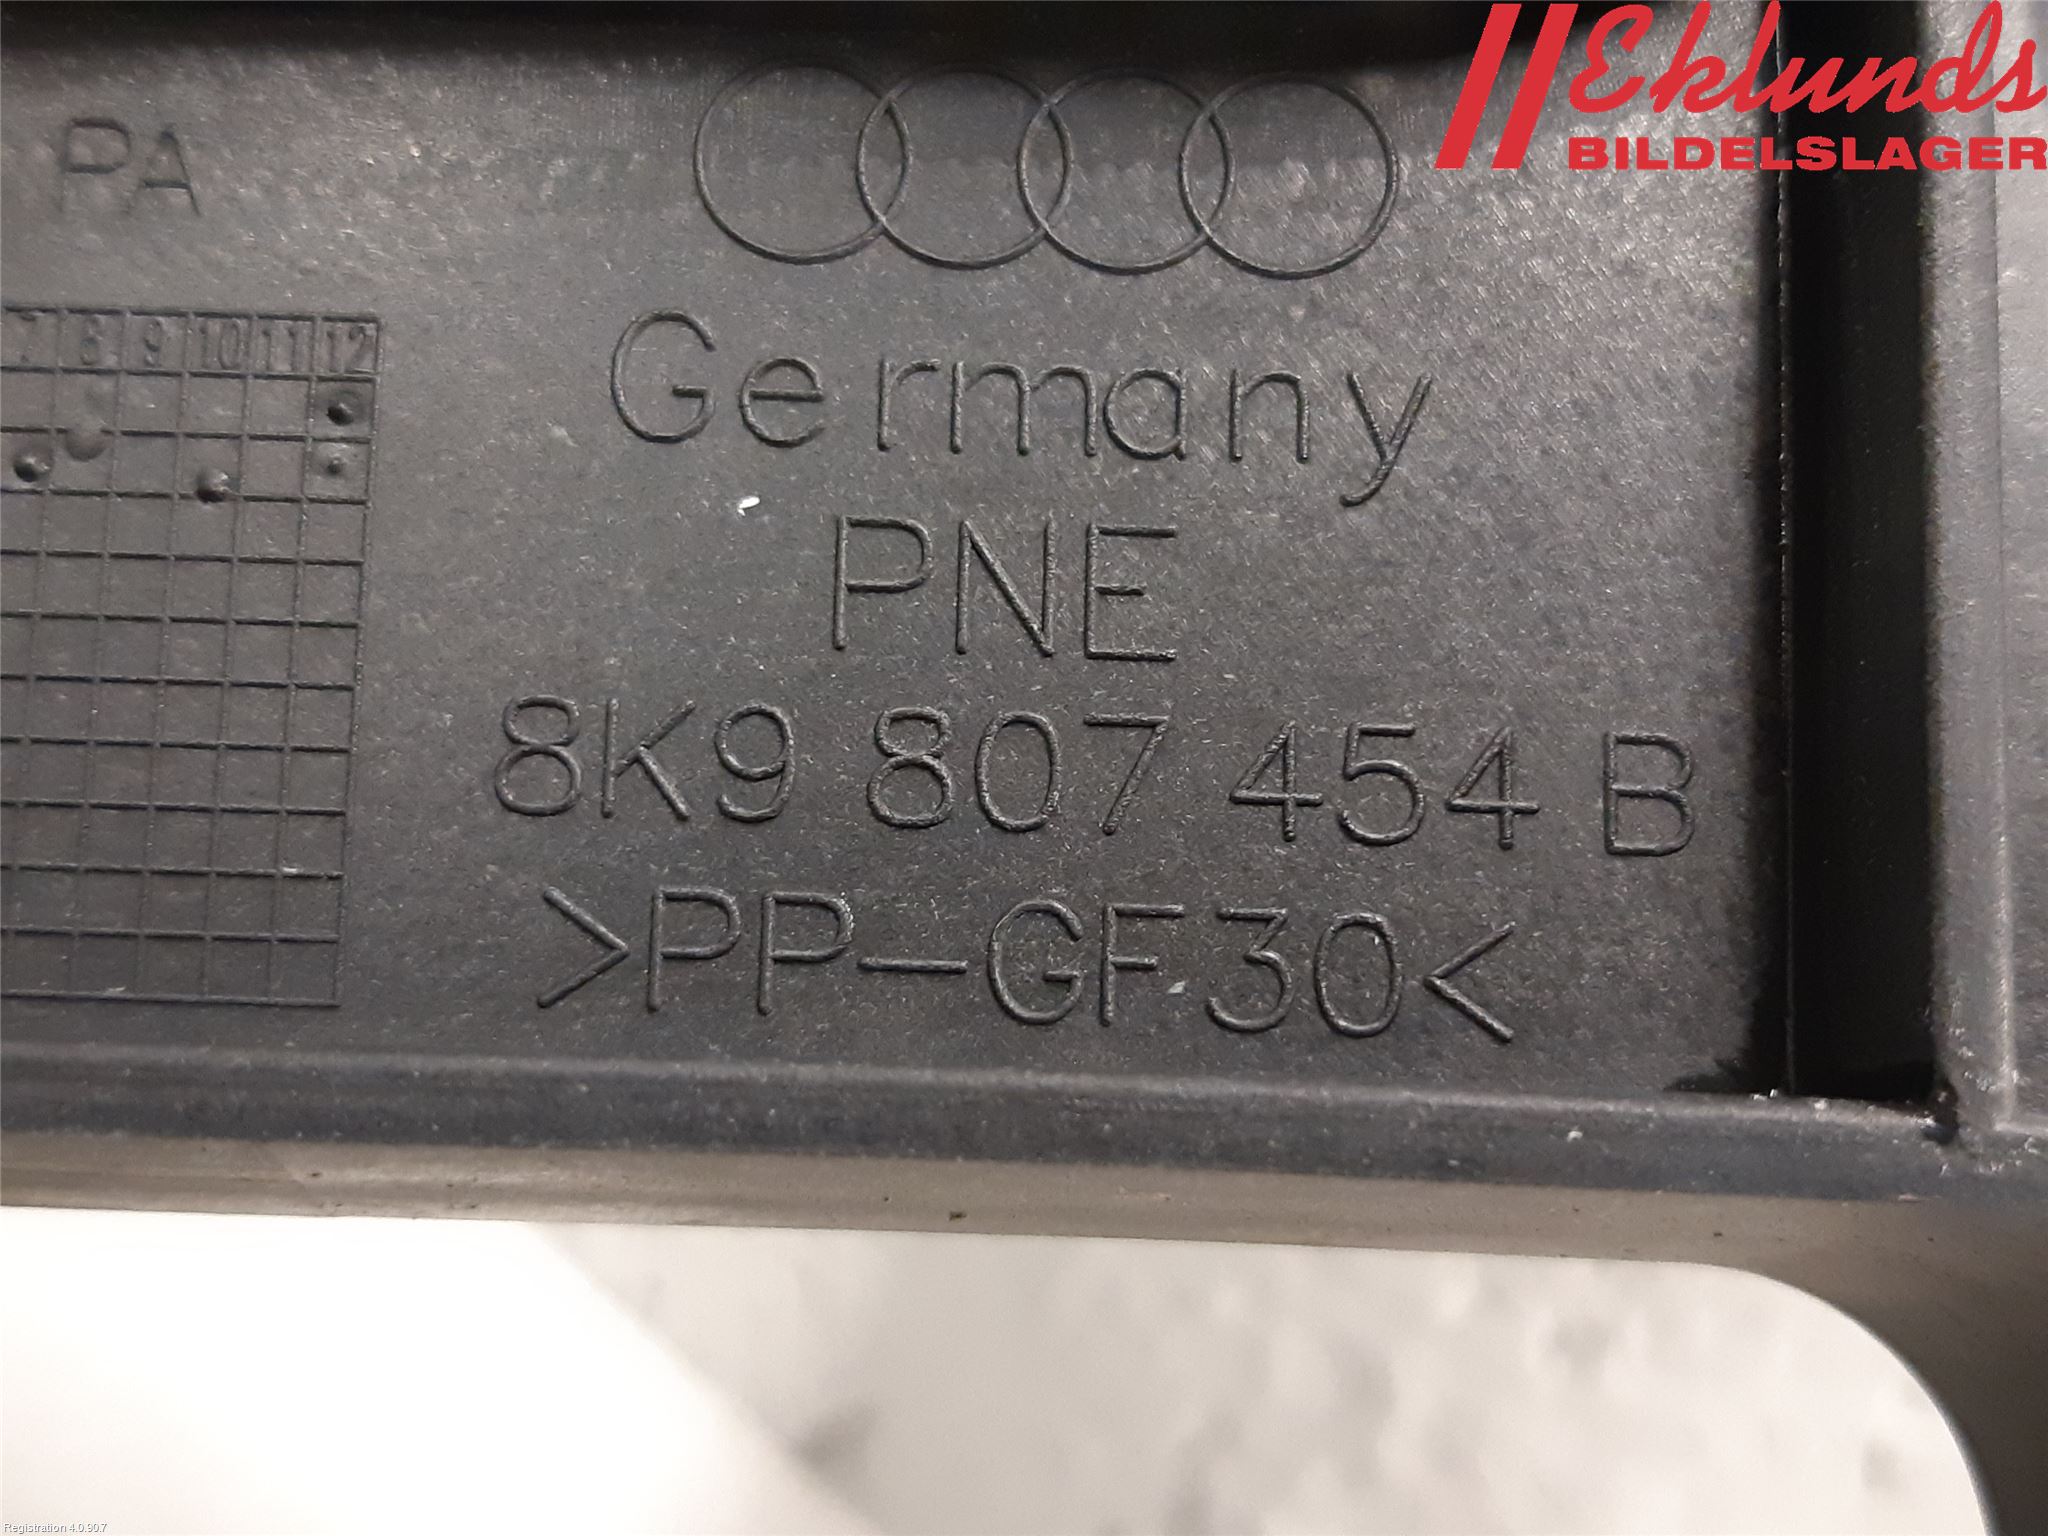 Eklunds
BILDELSLAGER
PA
7 8 9 10 11 12
Germany
PNE
8K9 807 454 B
>PP-GF30<
Registration 4.0.90.7